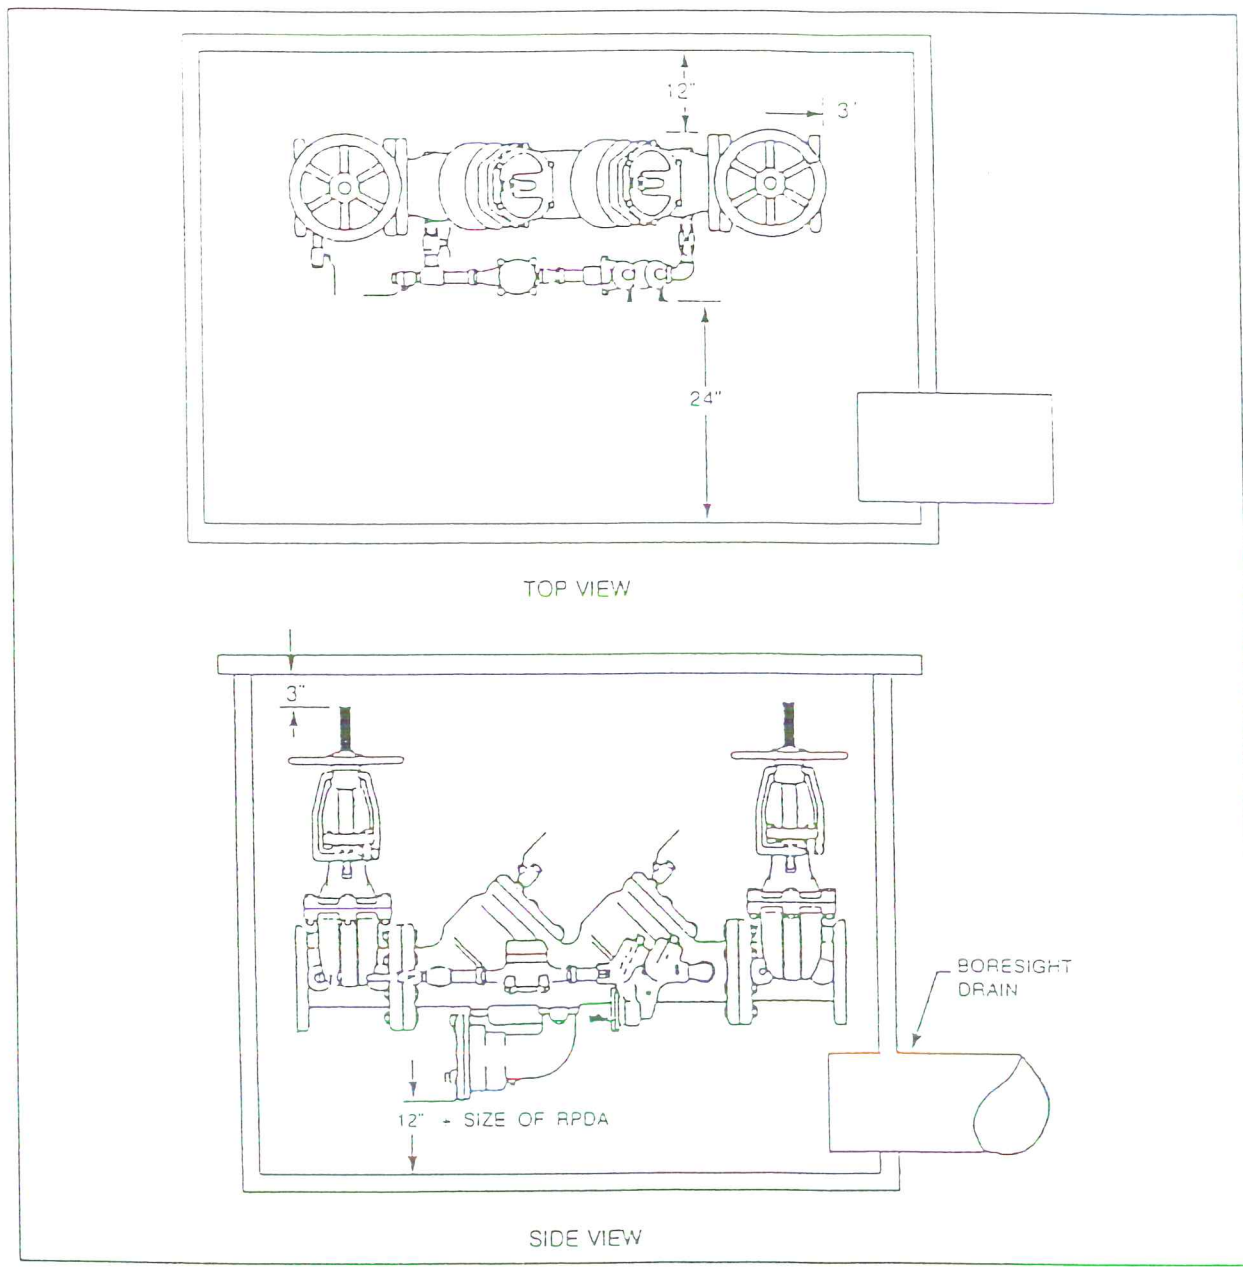 12"
3'
24"
TOP VIEW
3"
BORESIGHT
DRAIN
12" + SIZE OF RPDA
SIDE VIEW